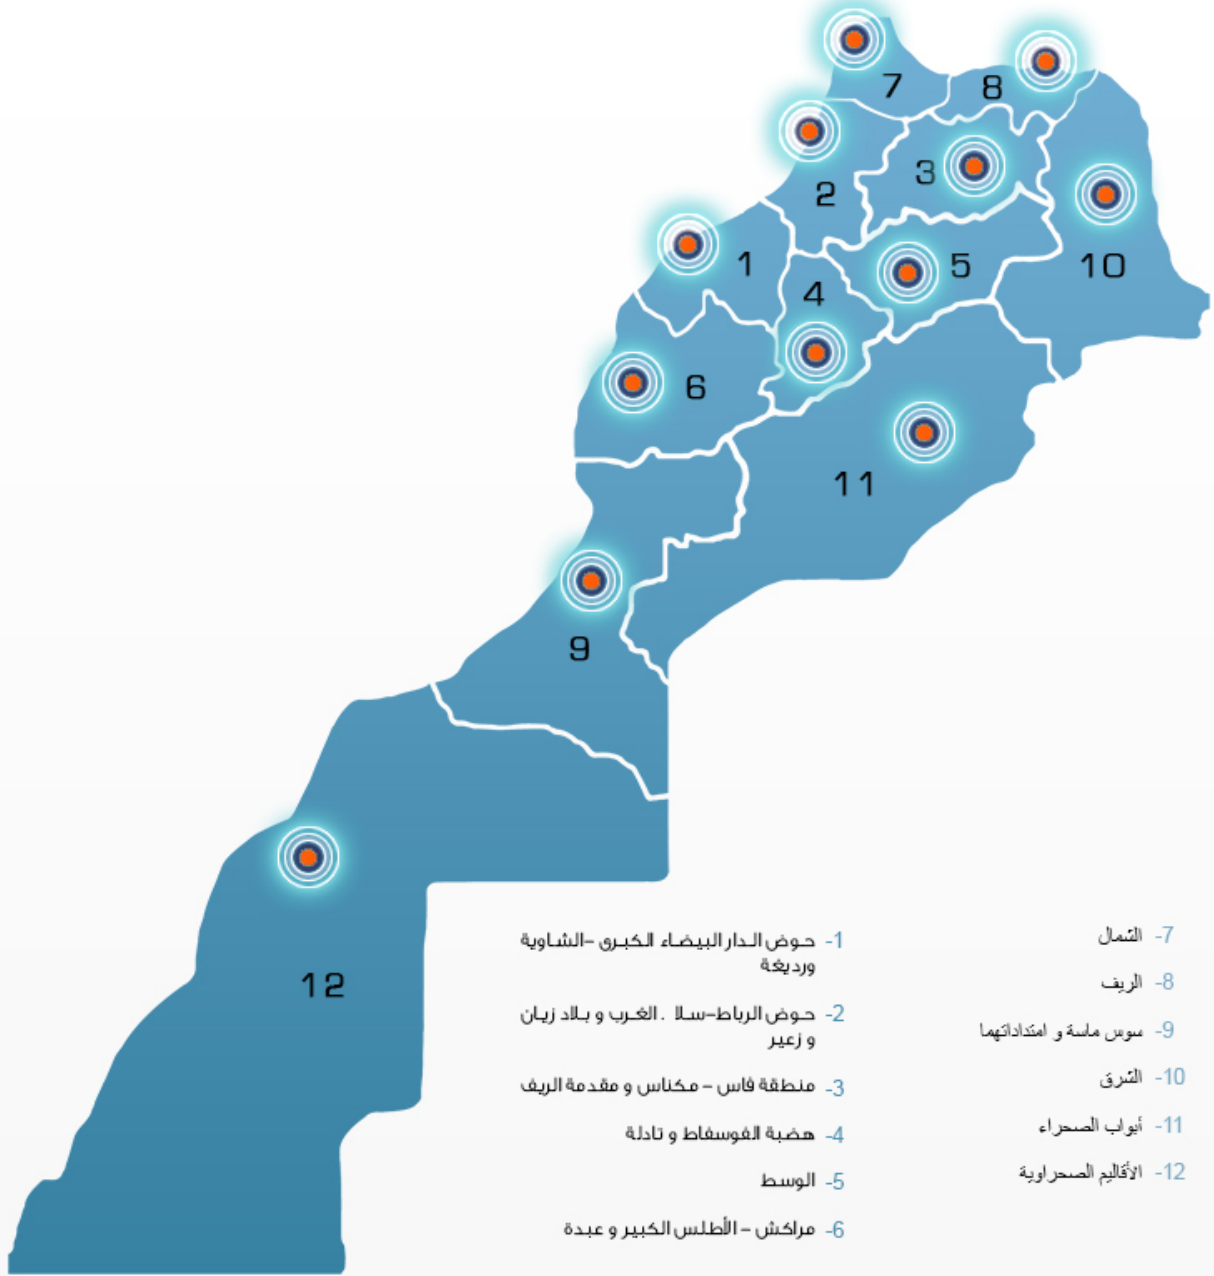 7
8
3
2
1
5
10
4
6
11
9
12
1- حوض الدار البيضاء الكبرى –الشاوية
ورديغة
2- حوض الرباط–سلا . الغرب و بلاد زيان
و زعير
3- منطقة فاس – مكناس و مقدمة الريف
4- هضبة الفوسفاط و تادلة
5- الوسط
6- مراكش – الأطلس الكبير و عبدة
7- الشمال
8- الريف
9- سوس ماسة و امتداداتهما
10- الشرق
11- أبواب الصحراء
12- الأقاليم الصحراوية